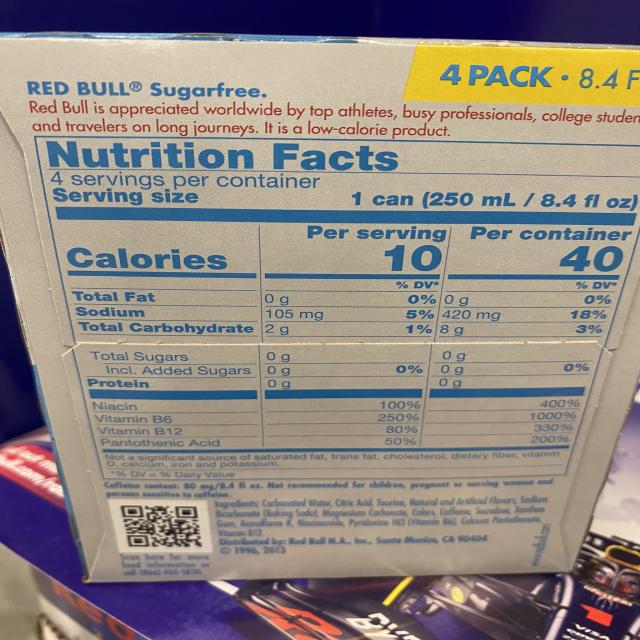 4 PACK • 8.4 F
RED BULL® Sugarfree.
Red Bull is appreciated worldwide by top athletes, busy professionals, college studen
and travelers on long journeys. It is a low-calorie product.
Nutrition Facts
4 servings per container
Serving size 1 can (250 mL / 8.4 fl oz)
Per serving Per container
Calories 10 40
% DV* % DV*
Total Fat 0 g 0% 0 g 0%
Sodium 105 mg 5% 420 mg 18%
Total Carbohydrate 2 g 1% 8 g 3%
Total Sugars 0 g 0 g
Incl. Added Sugars 0 g 0% 0 g 0%
Protein 0 g 0 g
Niacin 100% 400%
Vitamin B6 250% 1000%
Vitamin B12 80% 330%
Pantothenic Acid 50% 200%
Not a significant source of saturated fat, trans fat, cholesterol, dietary fiber, vitamin
D, calcium, iron and potassium.
*% DV = % Daily Value
Caffeine content: 80 mg/8.4 fl oz. Not recommended for children, pregnant or nursing women and
persons sensitive to caffeine.
Ingredients: Carbonated Water, Citric Acid, Taurine, Natural and Artificial Flavors, Sodium
Bicarbonate (Baking Soda), Magnesium Carbonate, Colors, Caffeine, Sucralose, Xanthan
Gum, Acesulfame K, Niacinamide, Pyridoxine HCl (Vitamin B6), Calcium Pantothenate,
Vitamin B12.
Distributed by: Red Bull N.A., Inc., Santa Monica, CA 90404
© 1996, 2013
Scan here for more
food information or
call